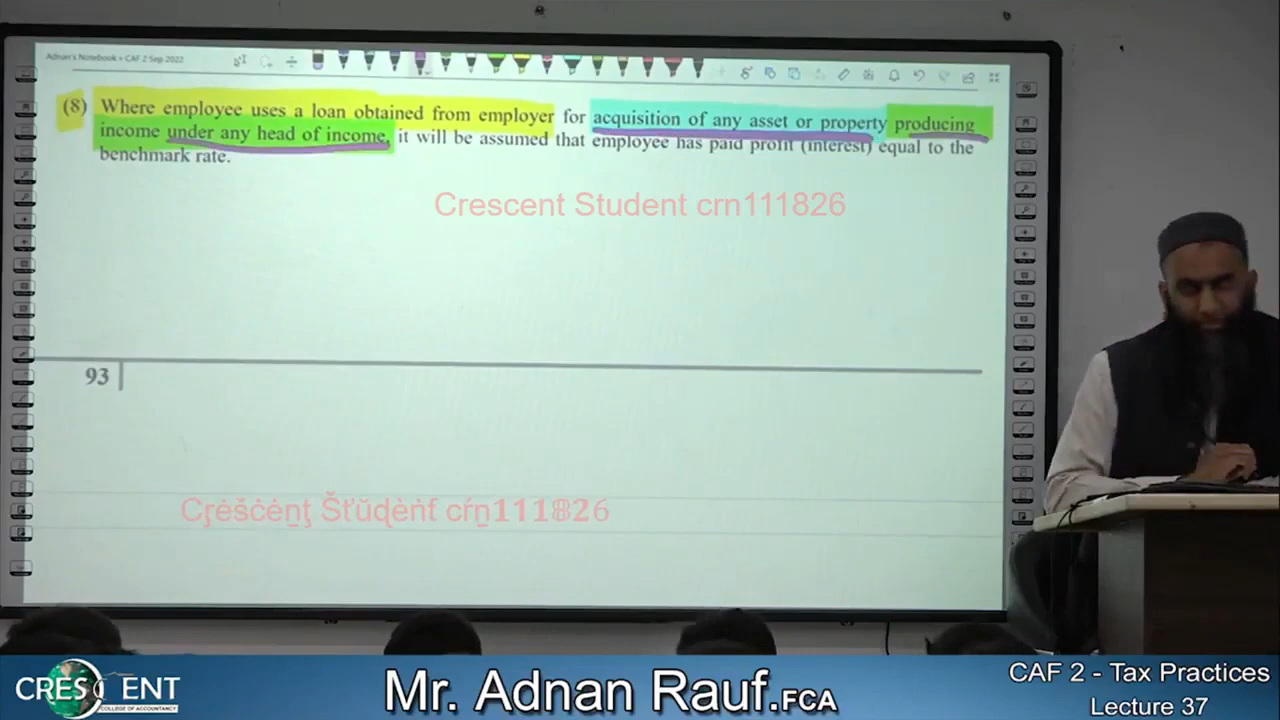 Adnan's Notebook » CAF 2 Sep 2022
(8) Where employee uses a loan obtained from employer for acquisition of any asset or property producing
income under any head of income, it will be assumed that employee has paid profit (interest) equal to the
benchmark rate.
Crescent Student crn111826
93
Çŗėšċėṉţ Šťŭɖèṅť cŕṉ111826
CRESCENT
COLLEGE OF ACCOUNTANCY
Mr. Adnan Rauf.FCA
CAF 2 - Tax Practices
Lecture 37